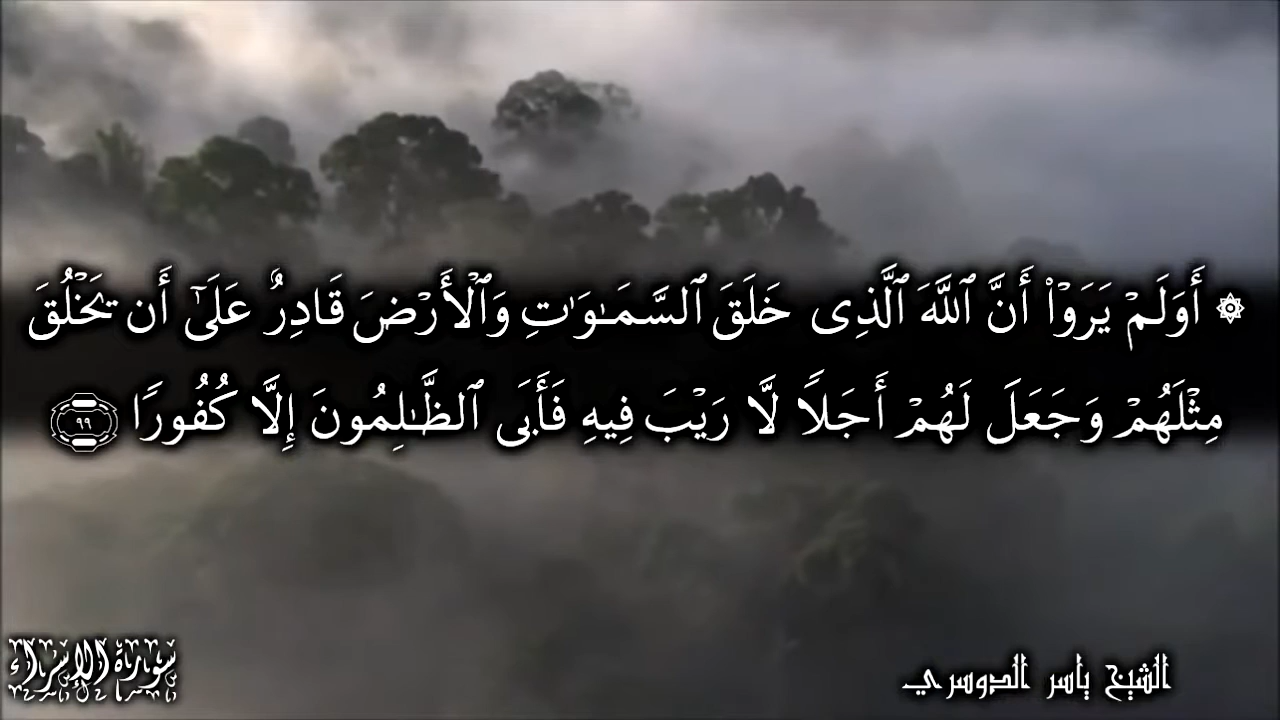 ۞ أَوَلَمْ يَرَوْا۟ أَنَّ ٱللَّهَ ٱلَّذِى خَلَقَ ٱلسَّمَـٰوَٰتِ وَٱلْأَرْضَ قَادِرٌ عَلَىٰٓ أَن يَخْلُقَ
مِثْلَهُمْ وَجَعَلَ لَهُمْ أَجَلًا لَّا رَيْبَ فِيهِ فَأَبَى ٱلظَّـٰلِمُونَ إِلَّا كُفُورًا ٩٩
الشيخ ياسر الدوسري
سورة الإسراء